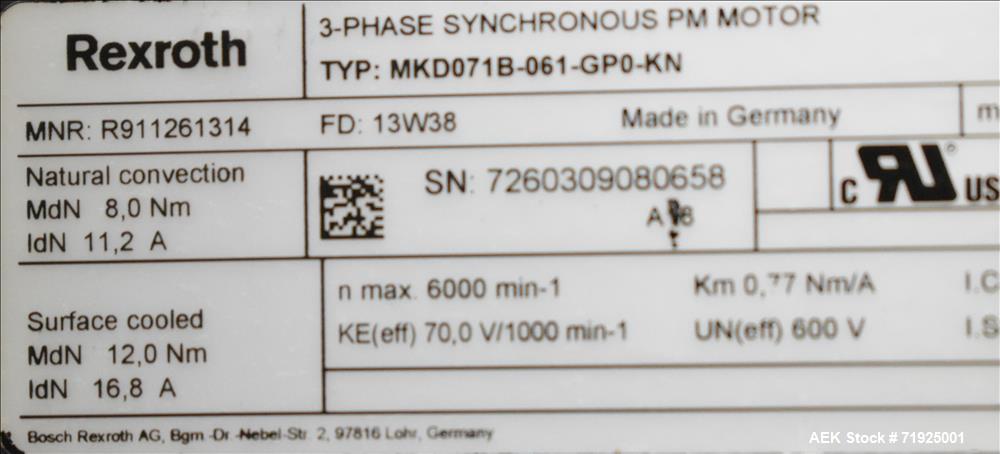 Rexroth
3-PHASE SYNCHRONOUS PM MOTOR
TYP: MKD071B-061-GP0-KN
MNR: R911261314
FD: 13W38
Made in Germany
m
Natural convection
MdN 8,0 Nm
IdN 11,2 A
SN: 7260309080658
C
US
n max. 6000 min-1
Km 0,77 Nm/A
I.C
KE(eff) 70,0 V/1000 min-1
UN(eff) 600 V
I.S
Surface cooled
MdN 12,0 Nm
IdN 16,8 A
Bosch Rexroth AG, Bgm.-Dr.-Nebel-Str. 2, 97816 Lohr, Germany
AEK Stock # 71925001